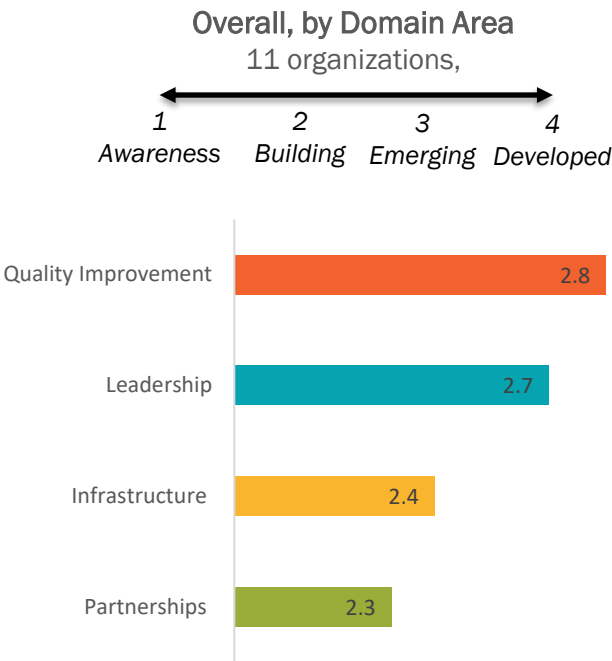 Overall, by Domain Area
11 organizations,
1 2 3 4
Awareness Building Emerging Developed
Quality Improvement 2.8
Leadership 2.7
Infrastructure 2.4
Partnerships 2.3